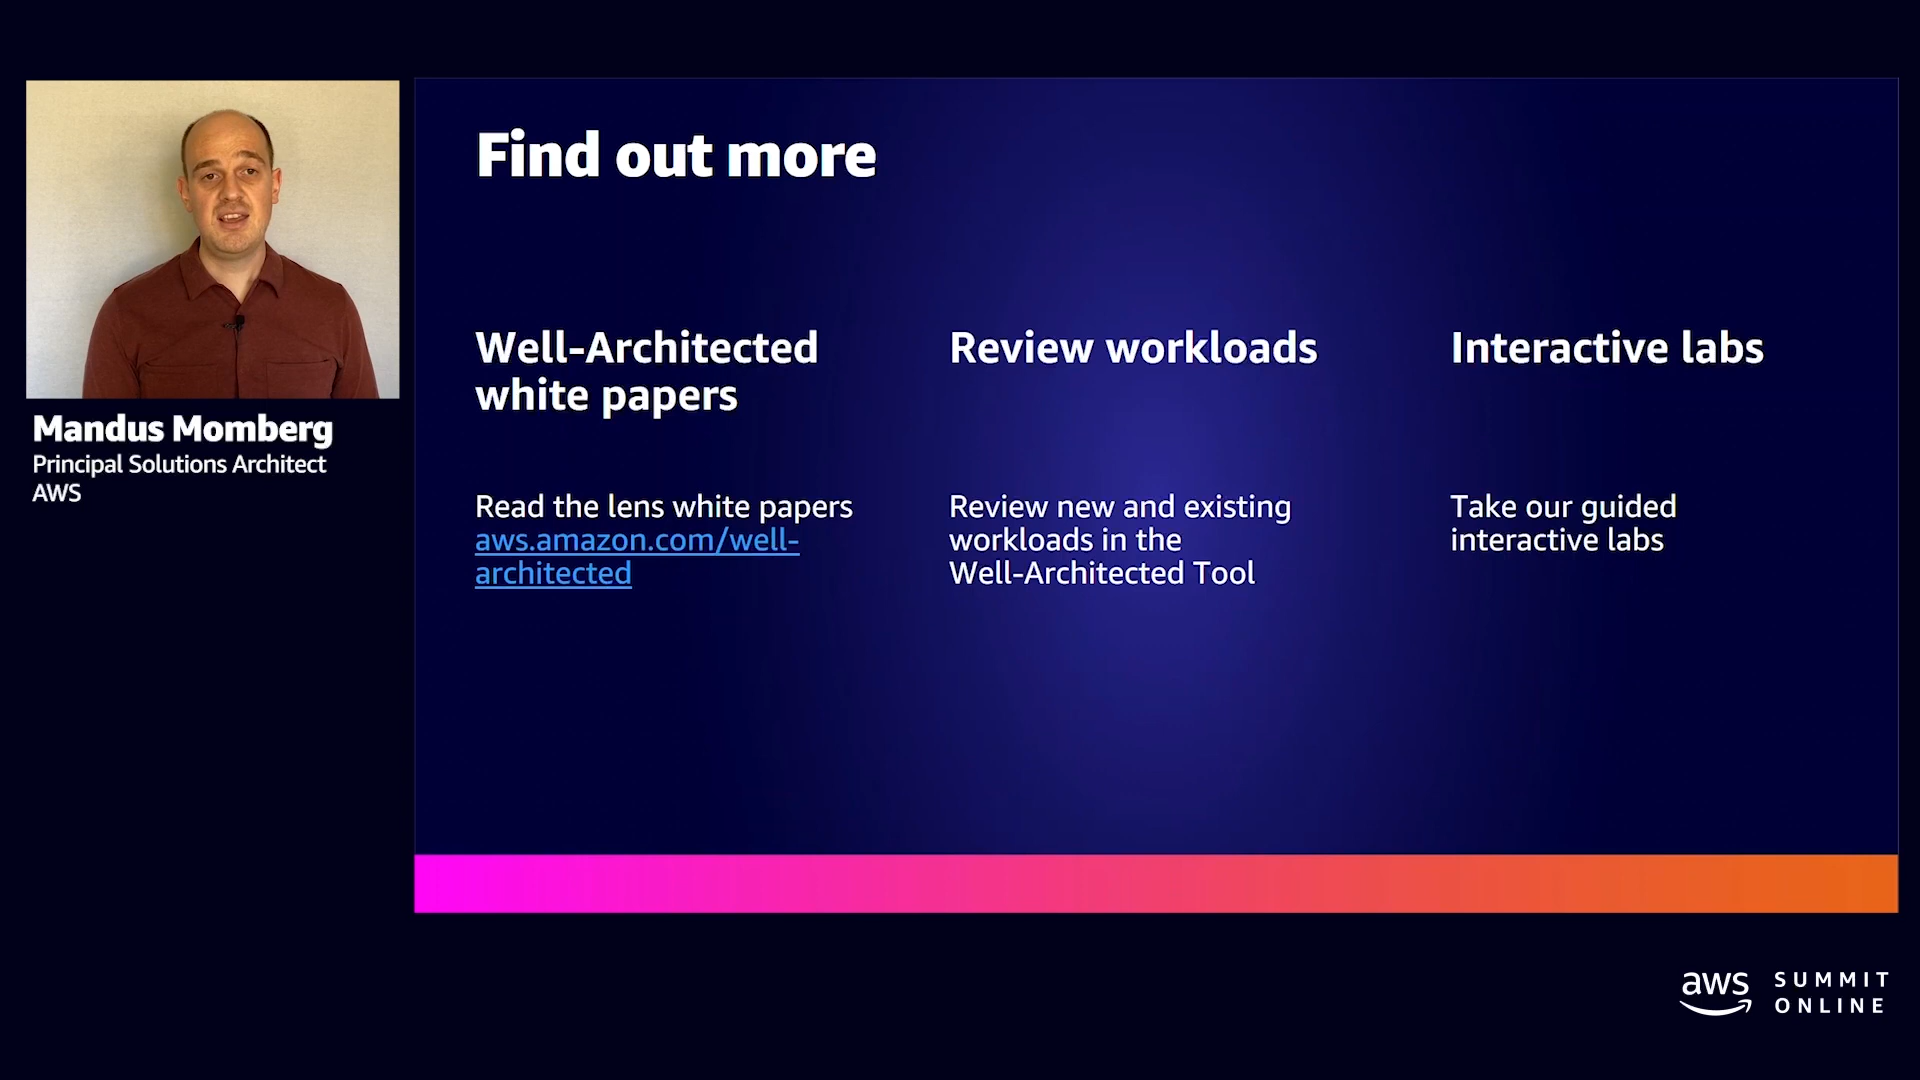 Find out more
Well-Architected
white papers
Read the lens white papers
aws.amazon.com/well-
architected
Review workloads
Review new and existing
workloads in the
Well-Architected Tool
Interactive labs
Take our guided
interactive labs
Mandus Momberg
Principal Solutions Architect
AWS
aws
SUMMIT
ONLINE